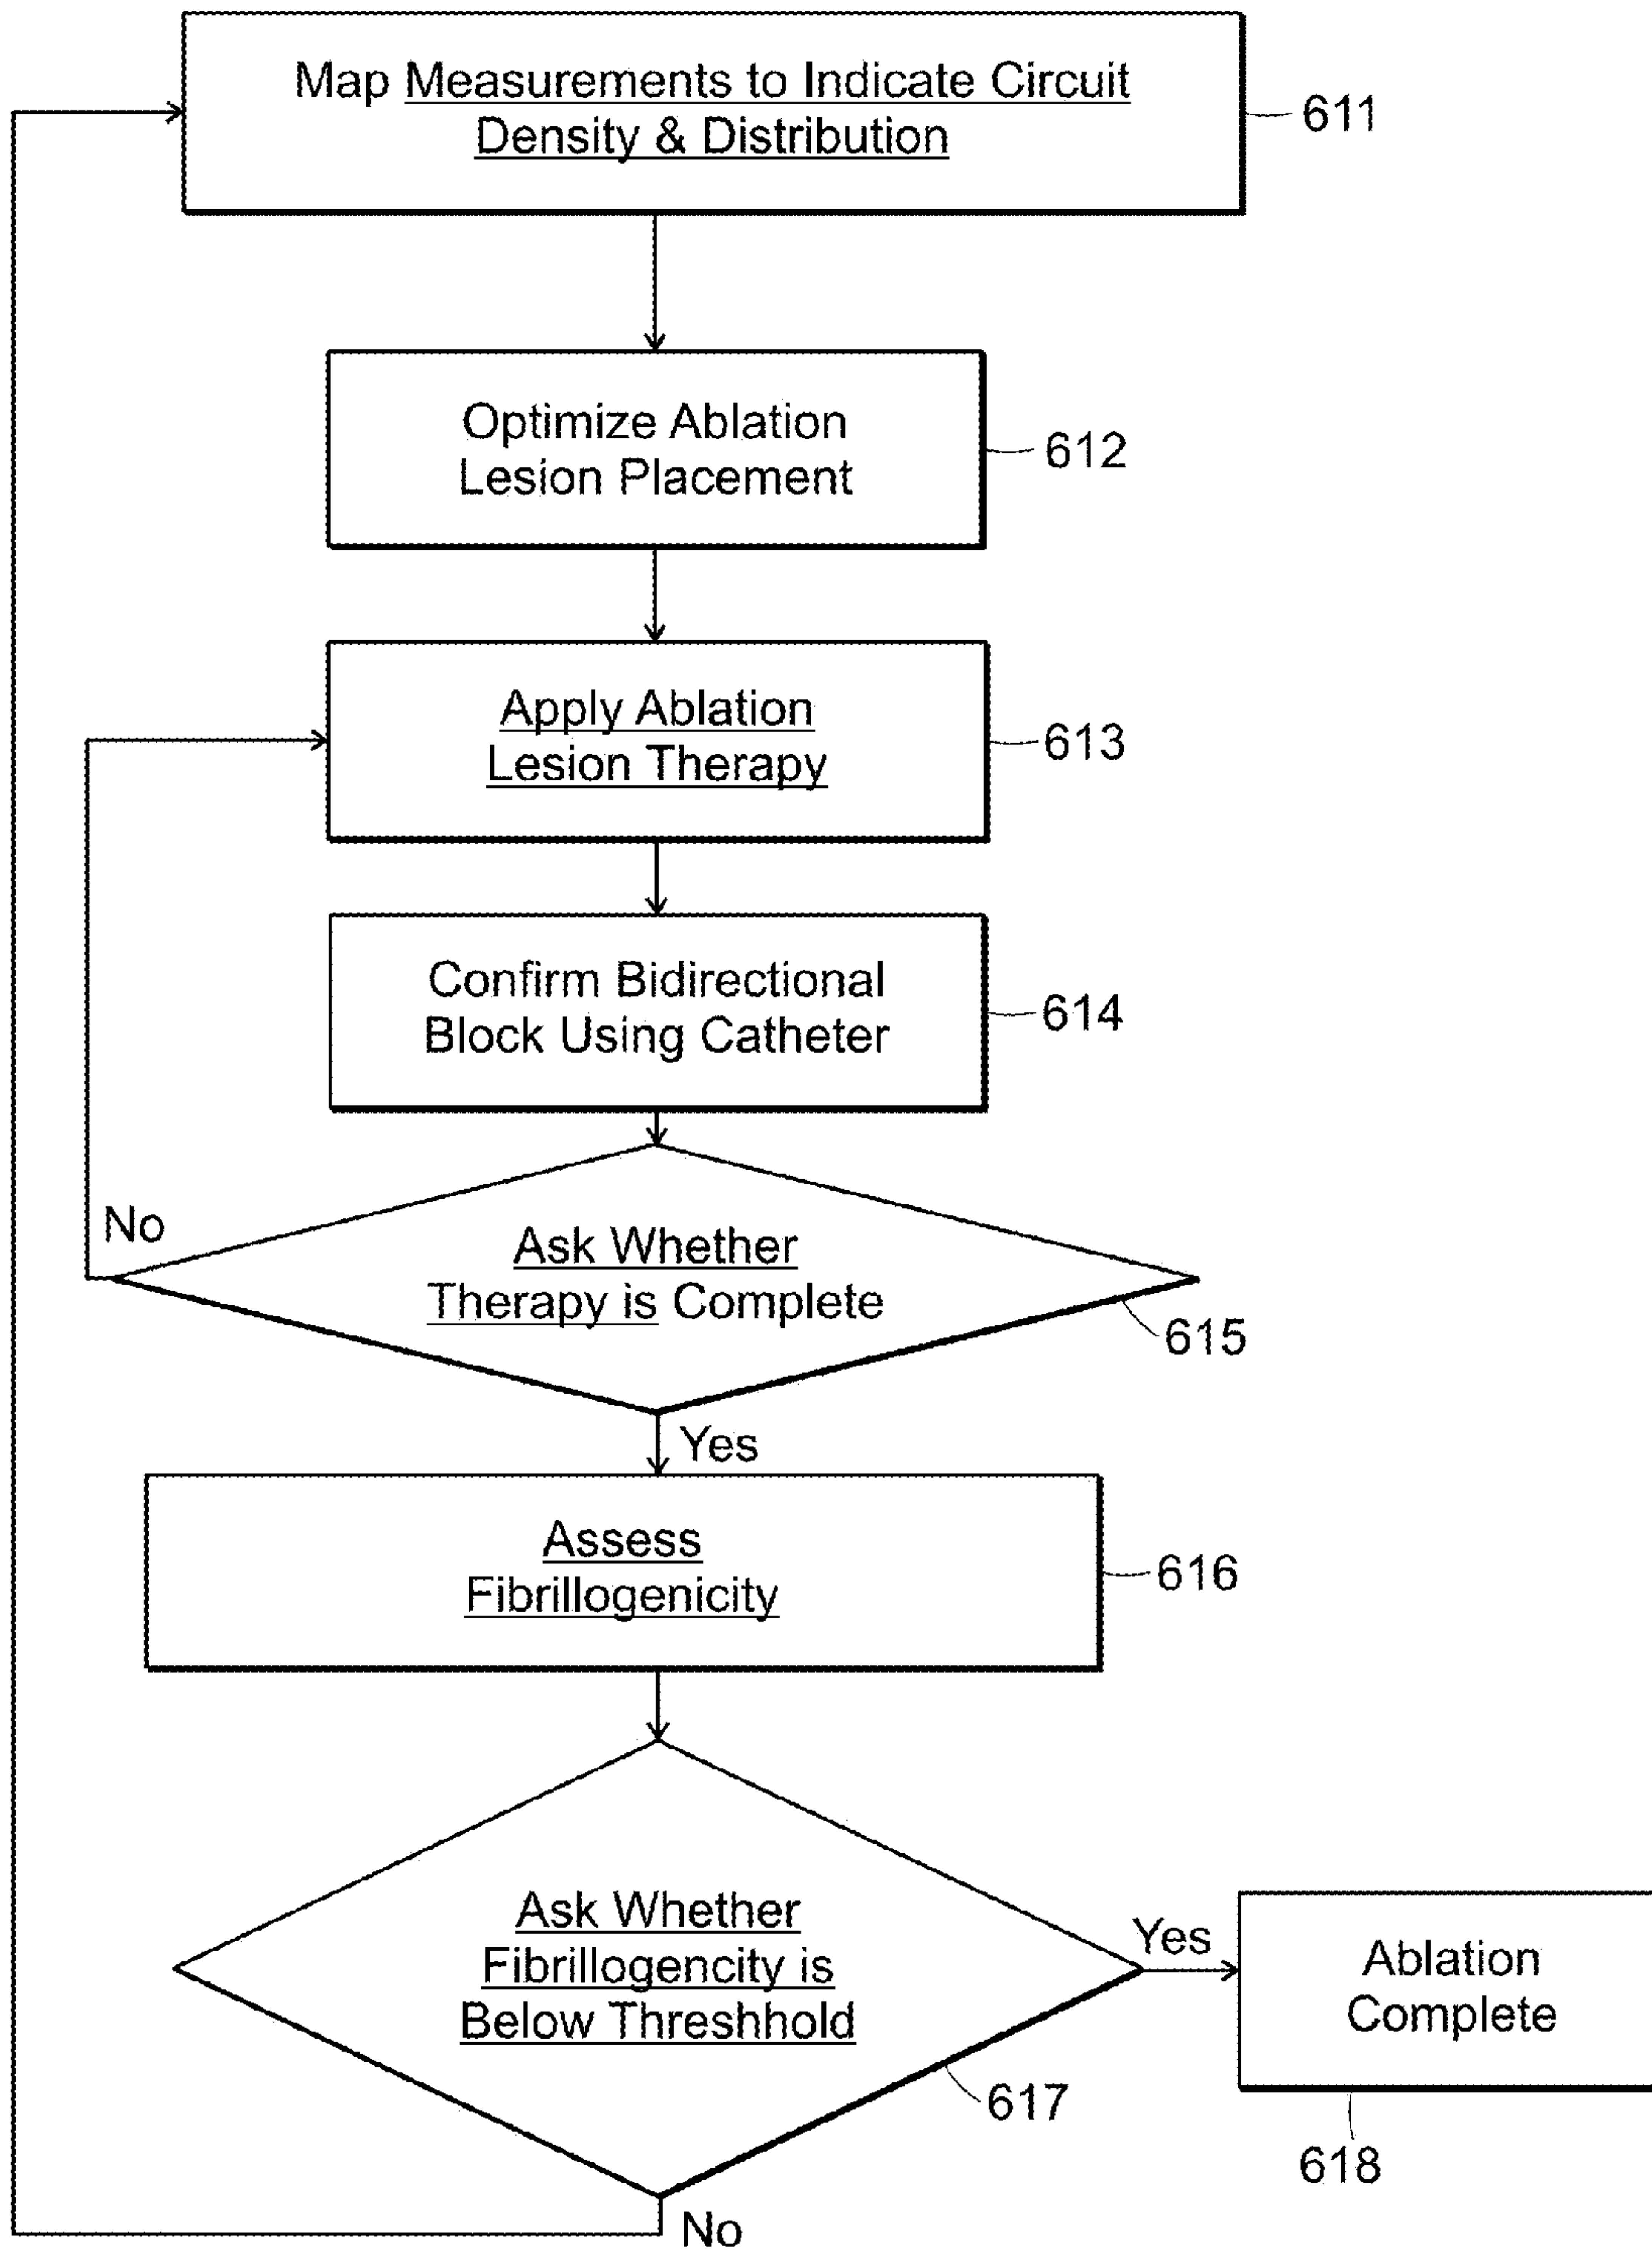 Map Measurements to Indicate Circuit
Density & Distribution
611
Optimize Ablation
Lesion Placement
612
Apply Ablation
Lesion Therapy
613
Confirm Bidirectional
Block Using Catheter
614
No
Ask Whether
Therapy is Complete
615
Yes
Assess
Fibrillogenicity
616
Ask Whether
Fibrillogencity is
Below Threshhold
617
Yes
Ablation
Complete
618
No